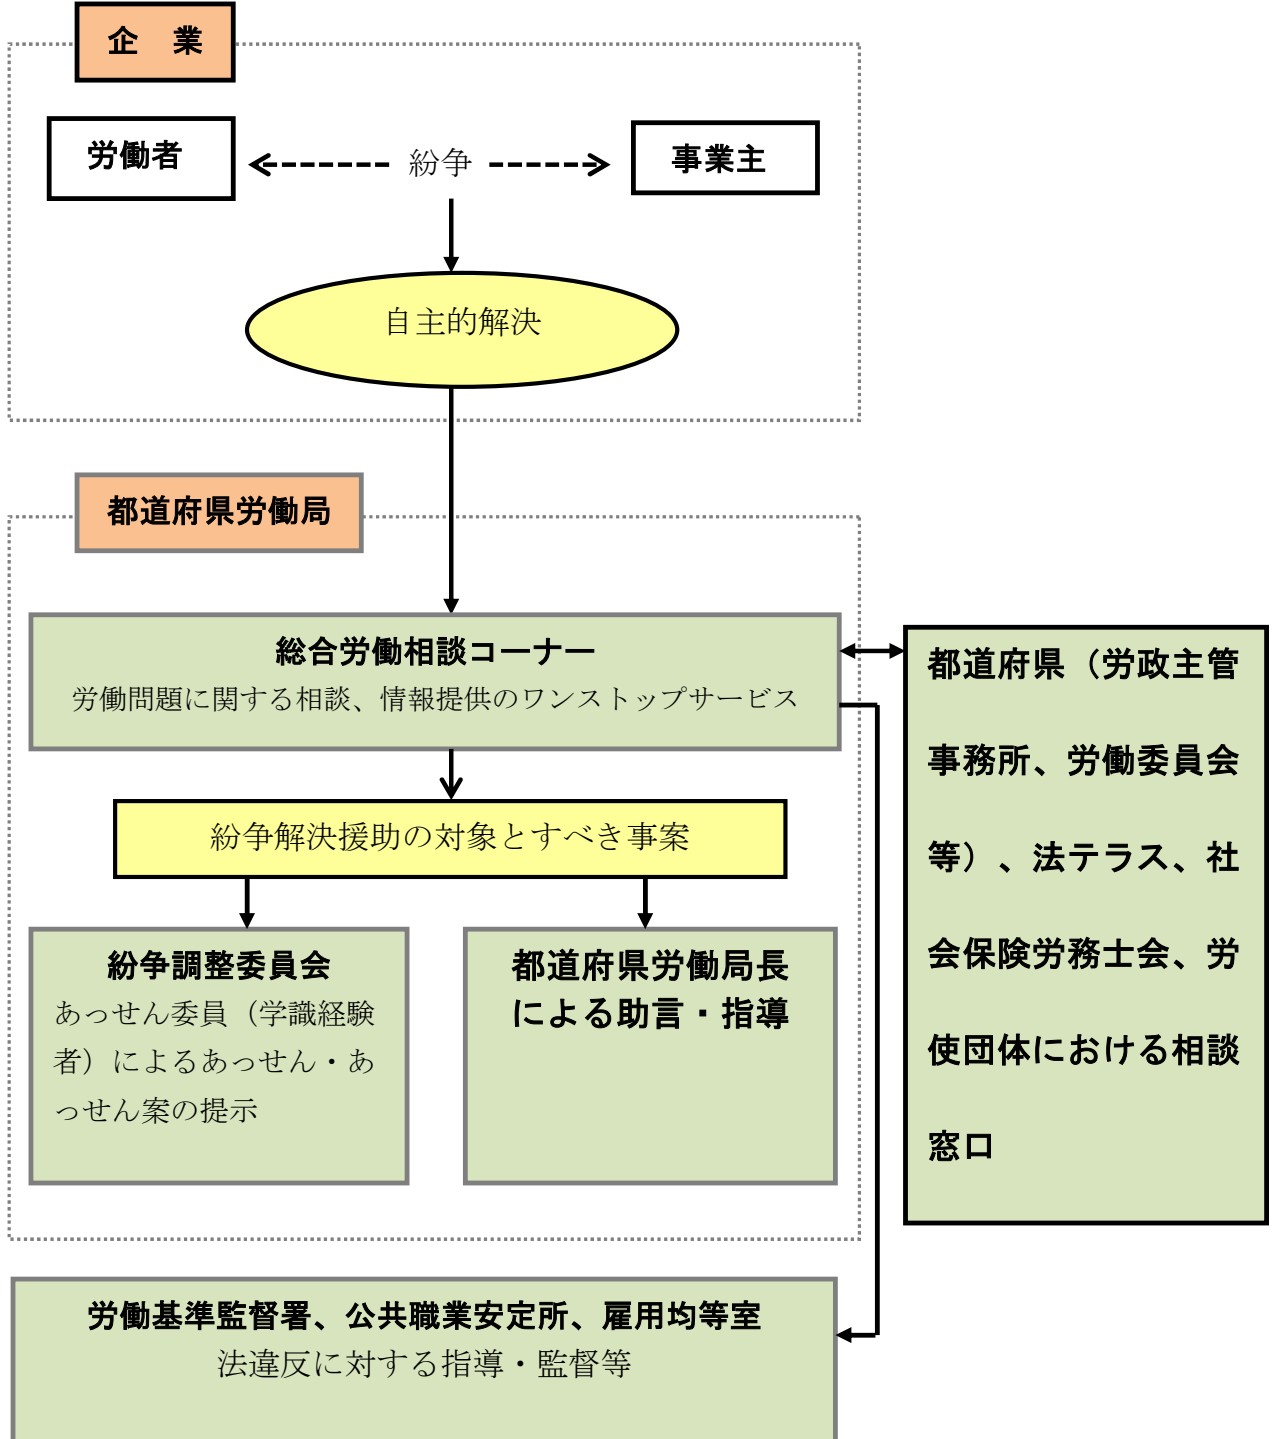 企　業
労働者
紛争
事業主
自主的解決
都道府県労働局
総合労働相談コーナー
労働問題に関する相談、情報提供のワンストップサービス
紛争解決援助の対象とすべき事案
紛争調整委員会
あっせん委員（学識経験
者）によるあっせん・あ
っせん案の提示
都道府県労働局長
による助言・指導
都道府県（労政主管
事務所、労働委員会
等）、法テラス、社
会保険労務士会、労
使団体における相談
窓口
労働基準監督署、公共職業安定所、雇用均等室
法違反に対する指導・監督等